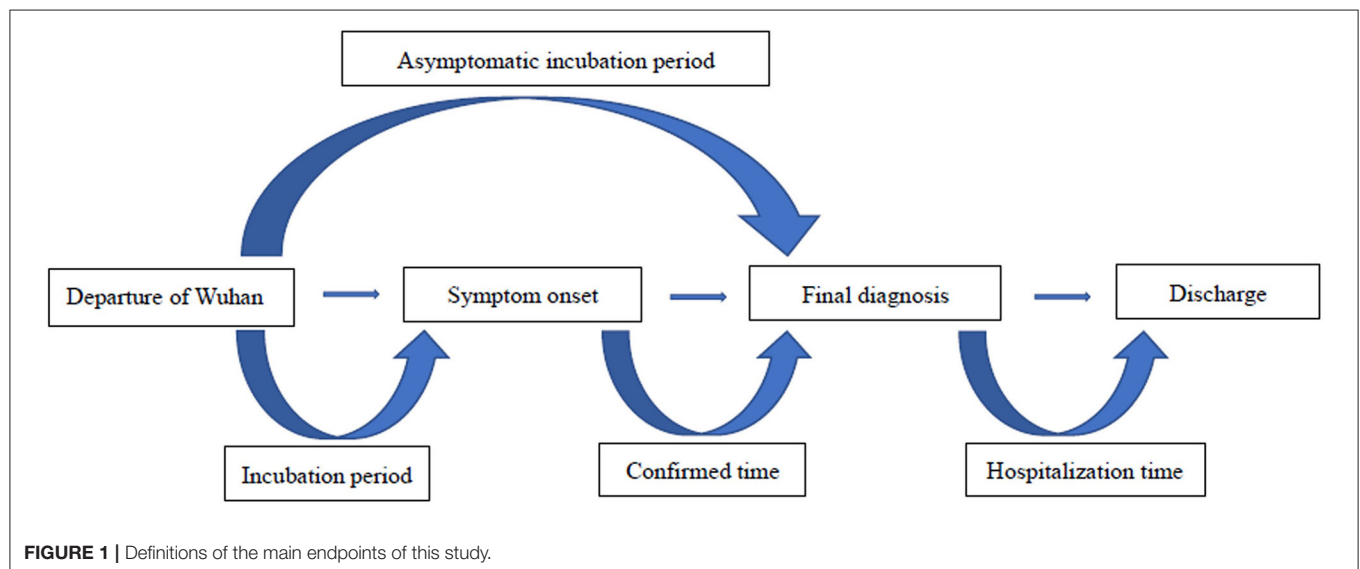 Asymptomatic incubation period
Departure of Wuhan
Symptom onset
Final diagnosis
Discharge
Incubation period
Confirmed time
Hospitalization time
FIGURE 1 | Definitions of the main endpoints of this study.